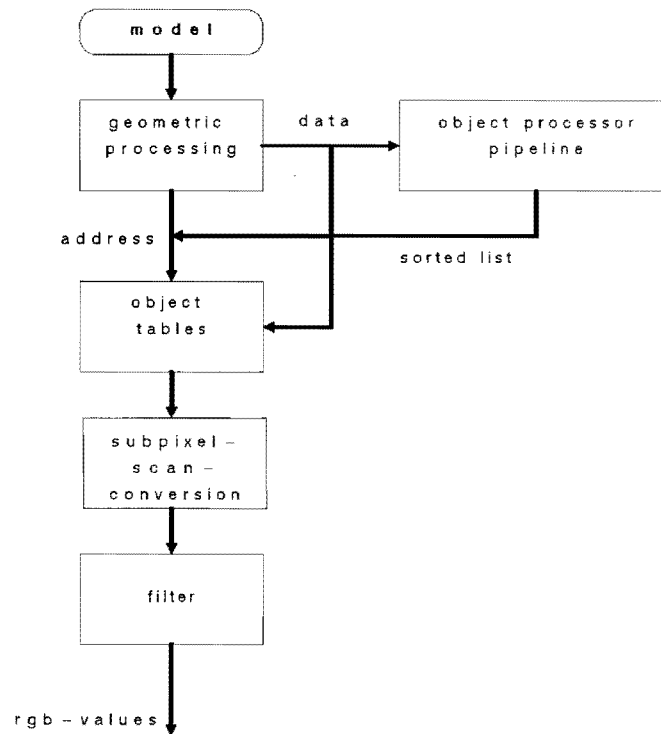 model
geometric
processing
data
object processor
pipeline
address
sorted list
object
tables
subpixel–
scan–
conversion
filter
rgb–values